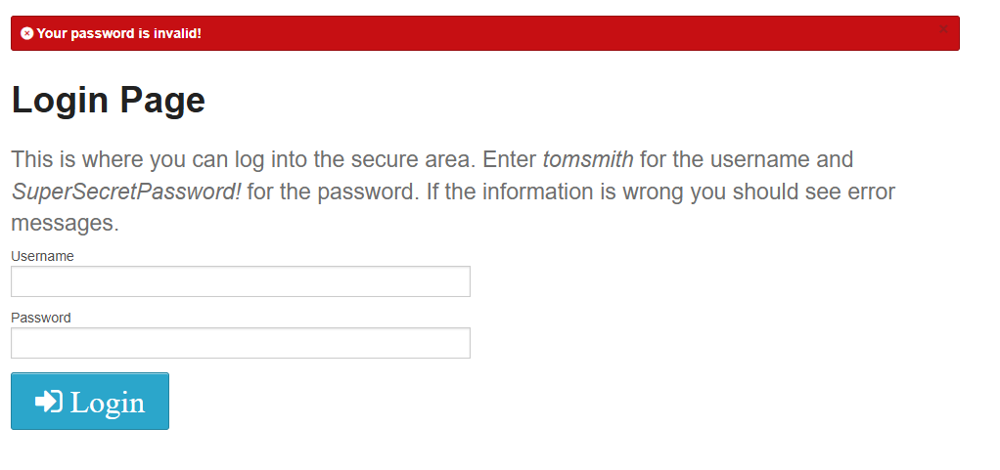 Your password is invalid!
Login Page
This is where you can log into the secure area. Enter tomsmith for the username and
SuperSecretPassword! for the password. If the information is wrong you should see error
messages.
Username
Password
Login